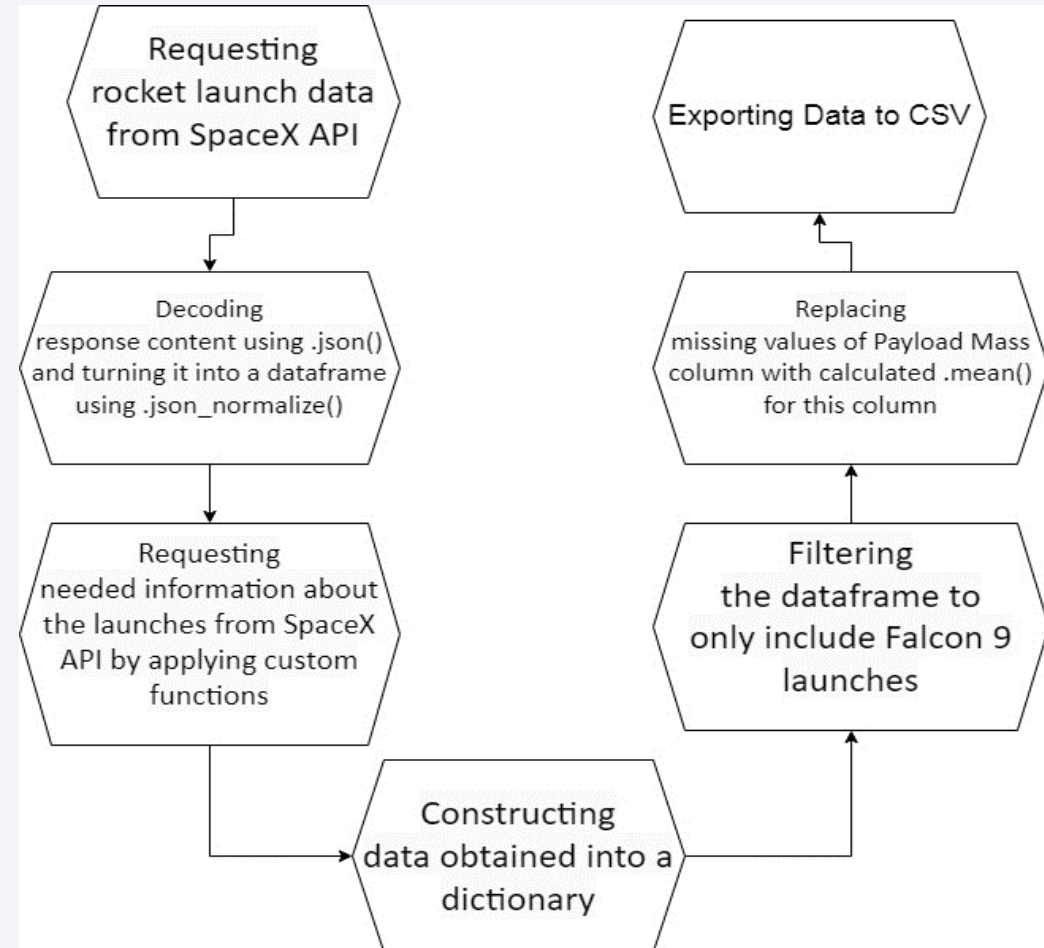 Requesting
rocket launch data
from SpaceX API
Decoding
response content using .json()
and turning it into a dataframe
using .json_normalize()
Requesting
needed information about
the launches from SpaceX
API by applying custom
functions
Constructing
data obtained into a
dictionary
Filtering
the dataframe to
only include Falcon 9
launches
Replacing
missing values of Payload Mass
column with calculated .mean()
for this column
Exporting Data to CSV